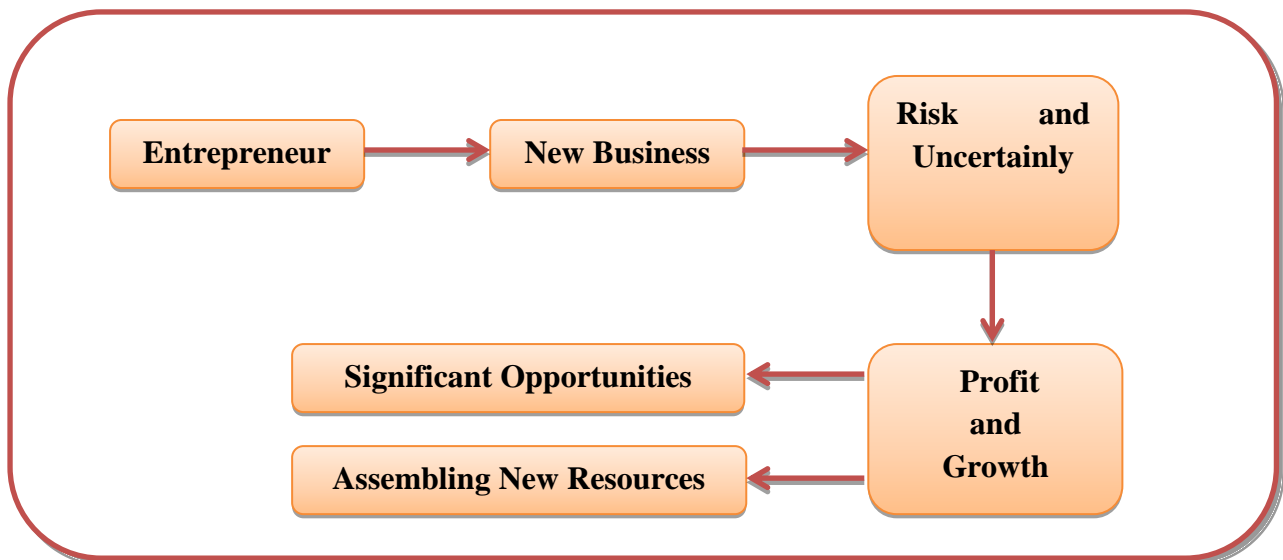 Entrepreneur
New Business
Risk and
Uncertainly
Significant Opportunities
Profit
and
Growth
Assembling New Resources